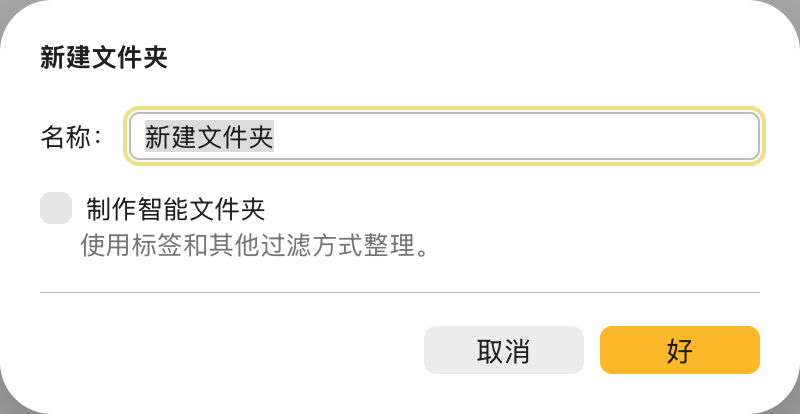 新建文件夹
名称：
新建文件夹
制作智能文件夹
使用标签和其他过滤方式整理。
取消
好